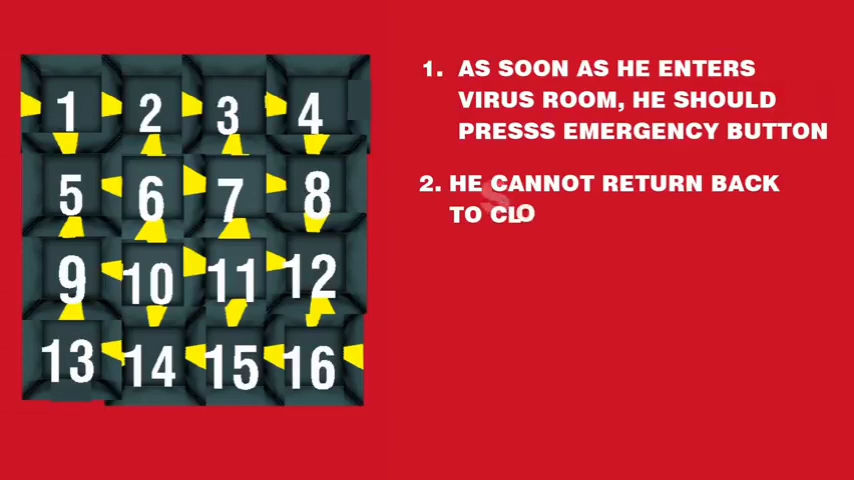 1 2 3 4
5 6 7 8
9 10 11 12
13 14 15 16
1. AS SOON AS HE ENTERS
VIRUS ROOM, HE SHOULD
PRESSS EMERGENCY BUTTON
2. HE CANNOT RETURN BACK
TO CLO